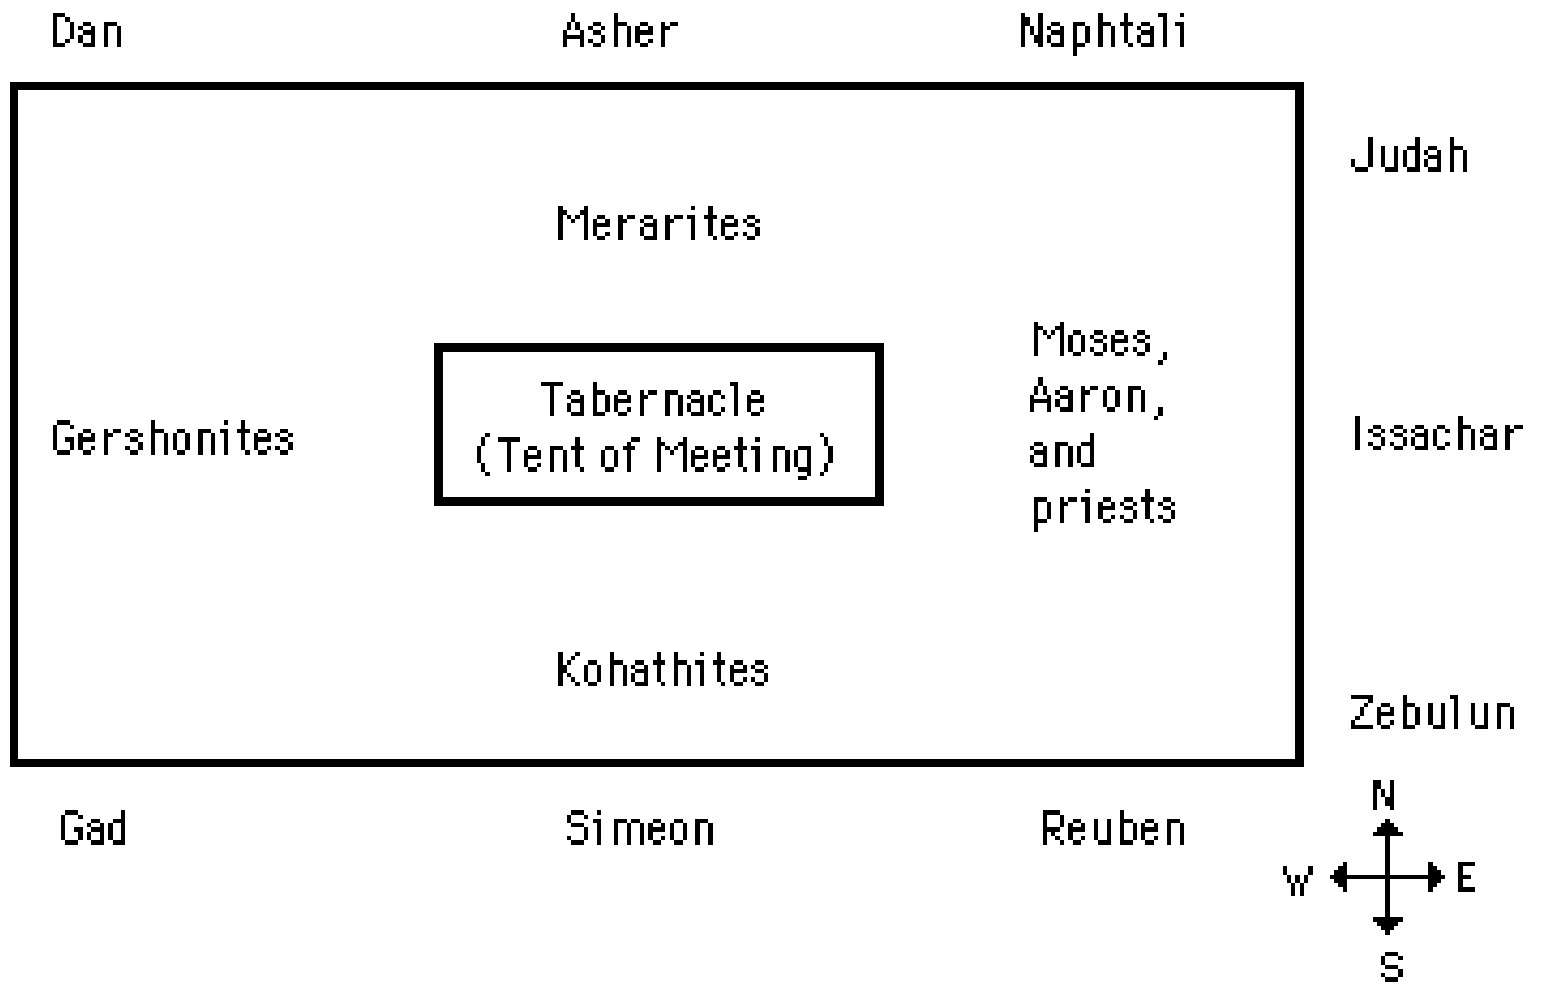 Dan Asher Naphtali
Judah
Merarites
Moses,
Aaron,
and
priests
Tabernacle
(Tent of Meeting)
Gershonites
Issachar
Kohathites
Zebulun
Gad Simeon Reuben
N
W E
S